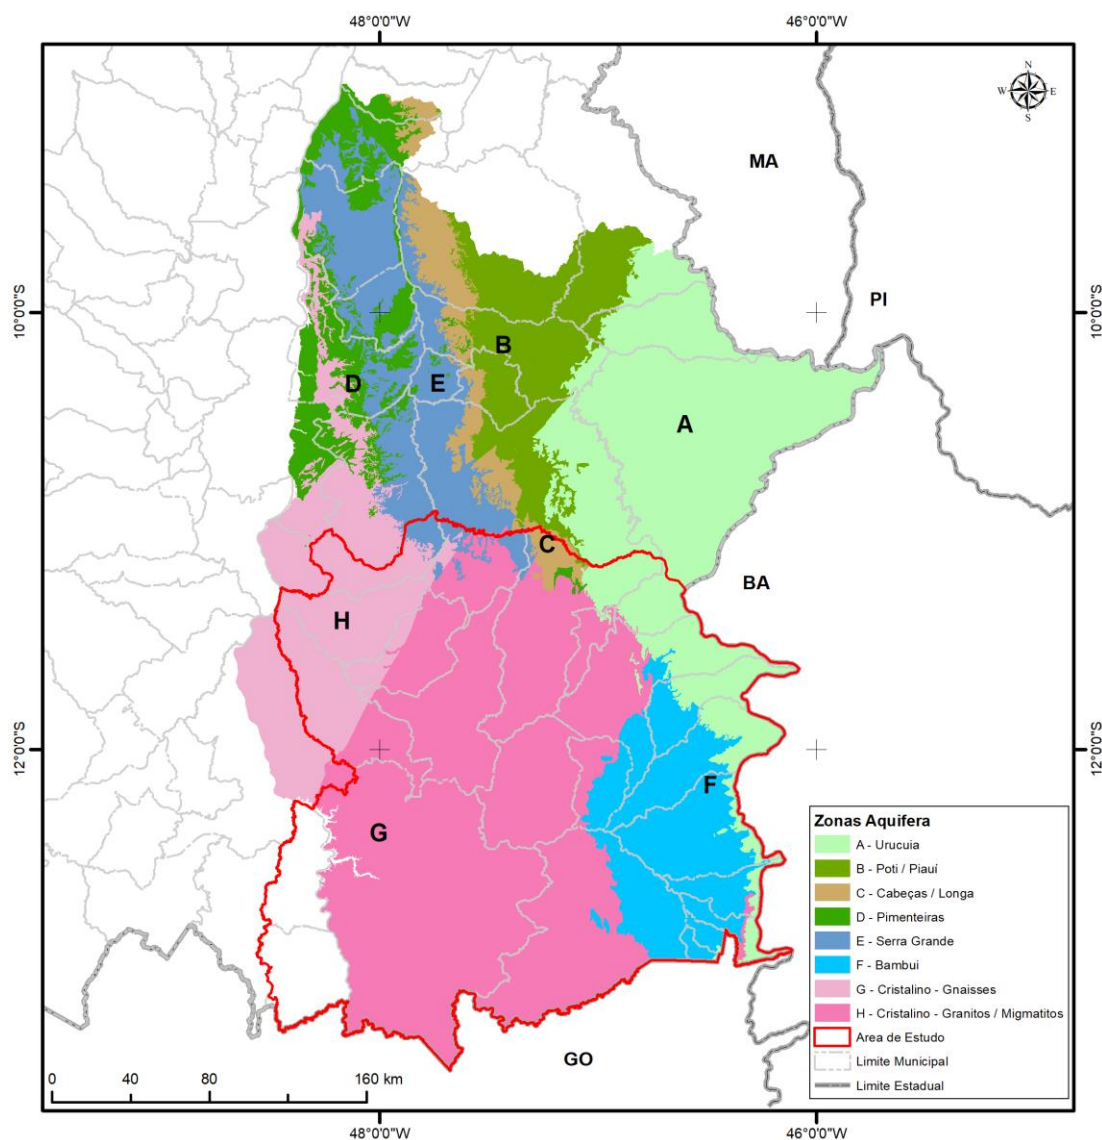 48°0'0"W 46°0'0"W
N
W E
S
MA
PI
10°0'0"S 10°0'0"S
B
D E
A
C
BA
H
12°0'0"S 12°0'0"S
F
G
Zonas Aquifera
A - Urucuia
B - Poti / Piauí
C - Cabeças / Longa
D - Pimenteiras
E - Serra Grande
F - Bambui
G - Cristalino - Gnaisses
H - Cristalino - Granitos / Migmatitos
Area de Estudo
Limite Municipal
Limite Estadual
GO
0 40 80 160 km
48°0'0"W 46°0'0"W